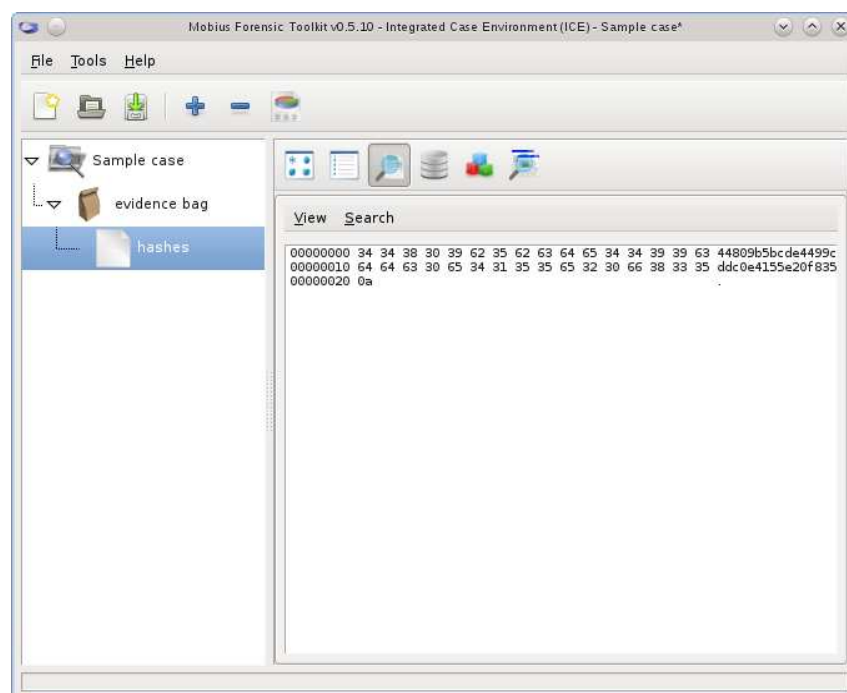 Mobius Forensic Toolkit v0.5.10 - Integrated Case Environment (ICE) - Sample case*
File Tools Help
Sample case
evidence bag
hashes
View Search
00000000 34 34 38 30 39 62 35 62 63 64 65 34 34 39 39 63 44809b5bcde4499c
00000010 64 64 63 30 65 34 31 35 35 65 32 30 66 38 33 35 ddc0e4155e20f835
00000020 0a .